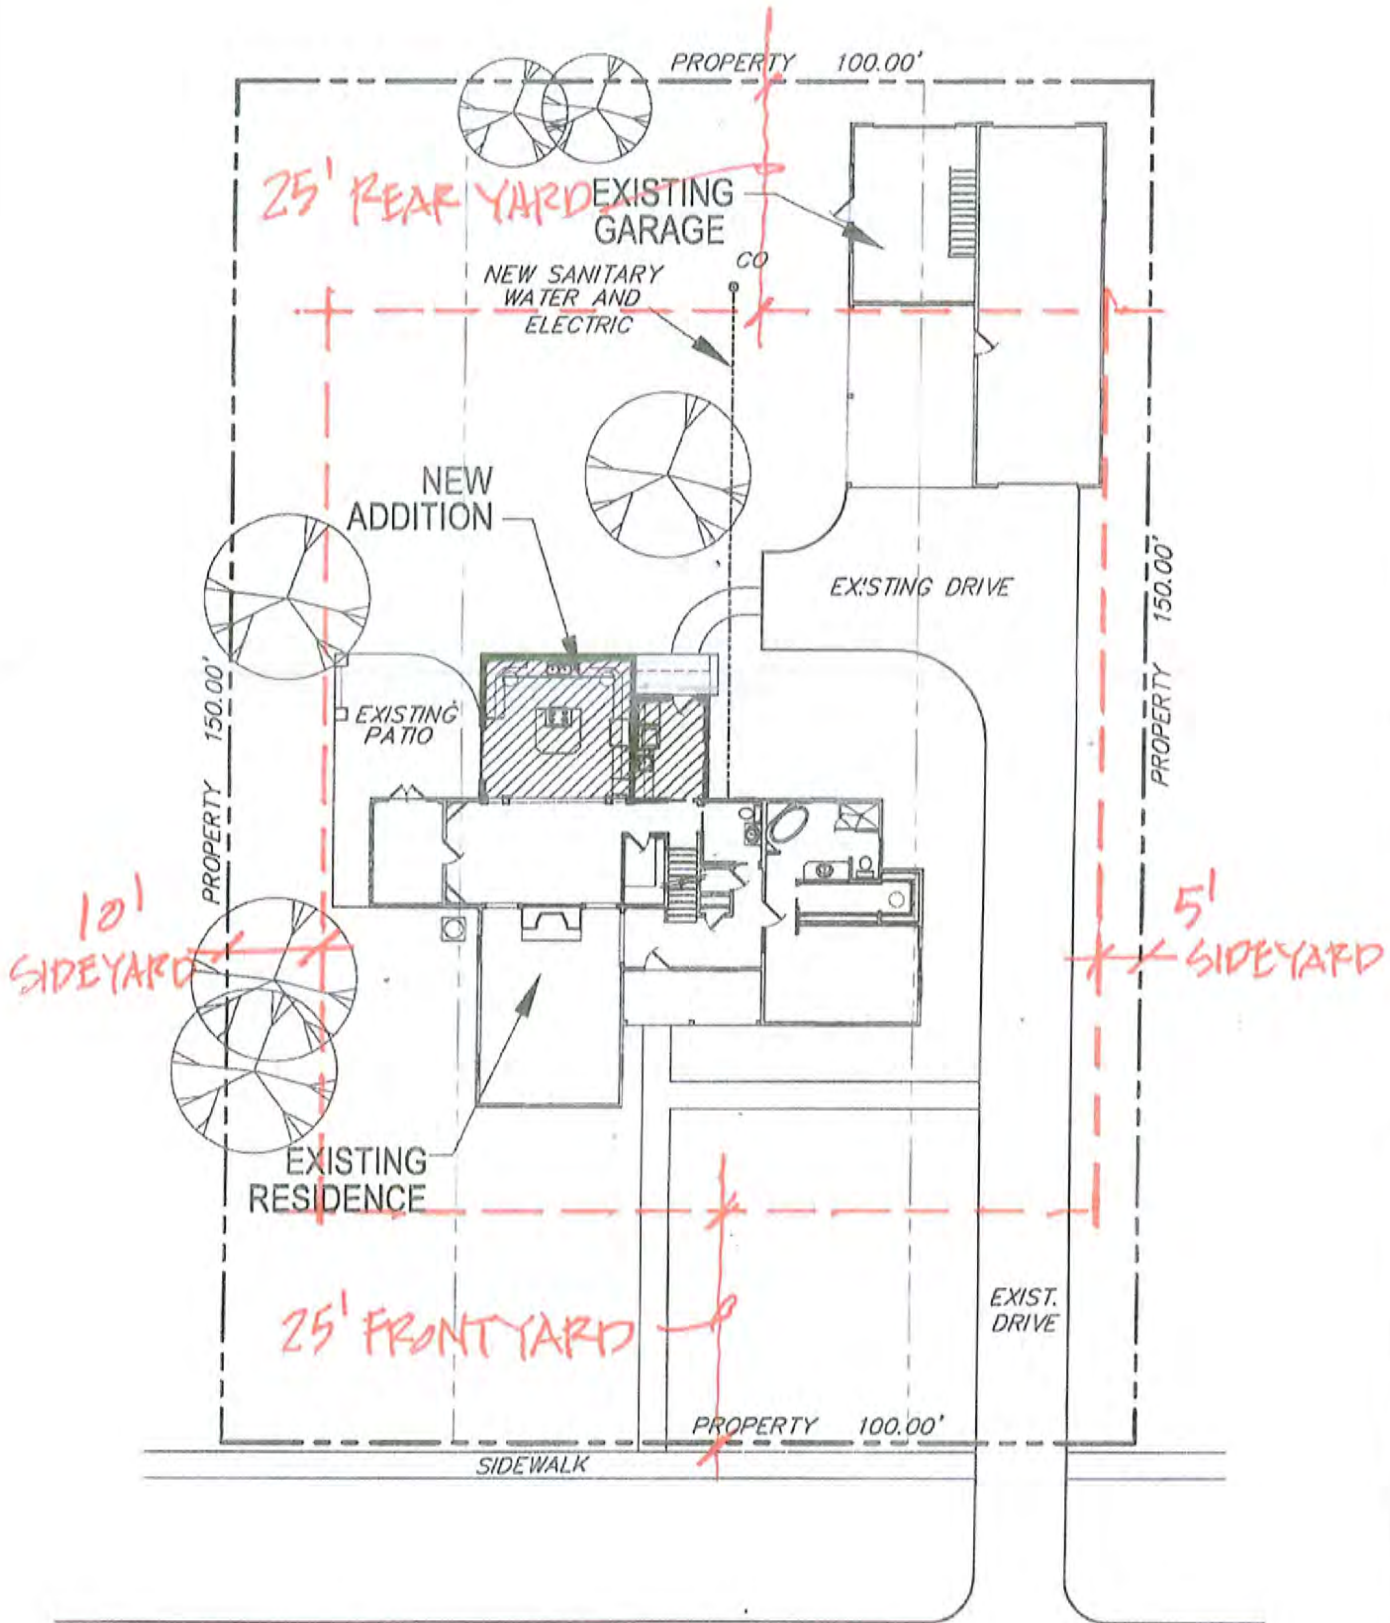 PROPERTY 100.00'
25' REAR YARD
EXISTING
GARAGE
CO
NEW SANITARY
WATER AND
ELECTRIC
NEW
ADDITION
EXISTING DRIVE
PROPERTY 150.00'
PROPERTY 150.00'
EXISTING
PATIO
10'
SIDEYARD
5'
SIDEYARD
EXISTING
RESIDENCE
25' FRONT YARD
EXIST.
DRIVE
PROPERTY 100.00'
SIDEWALK